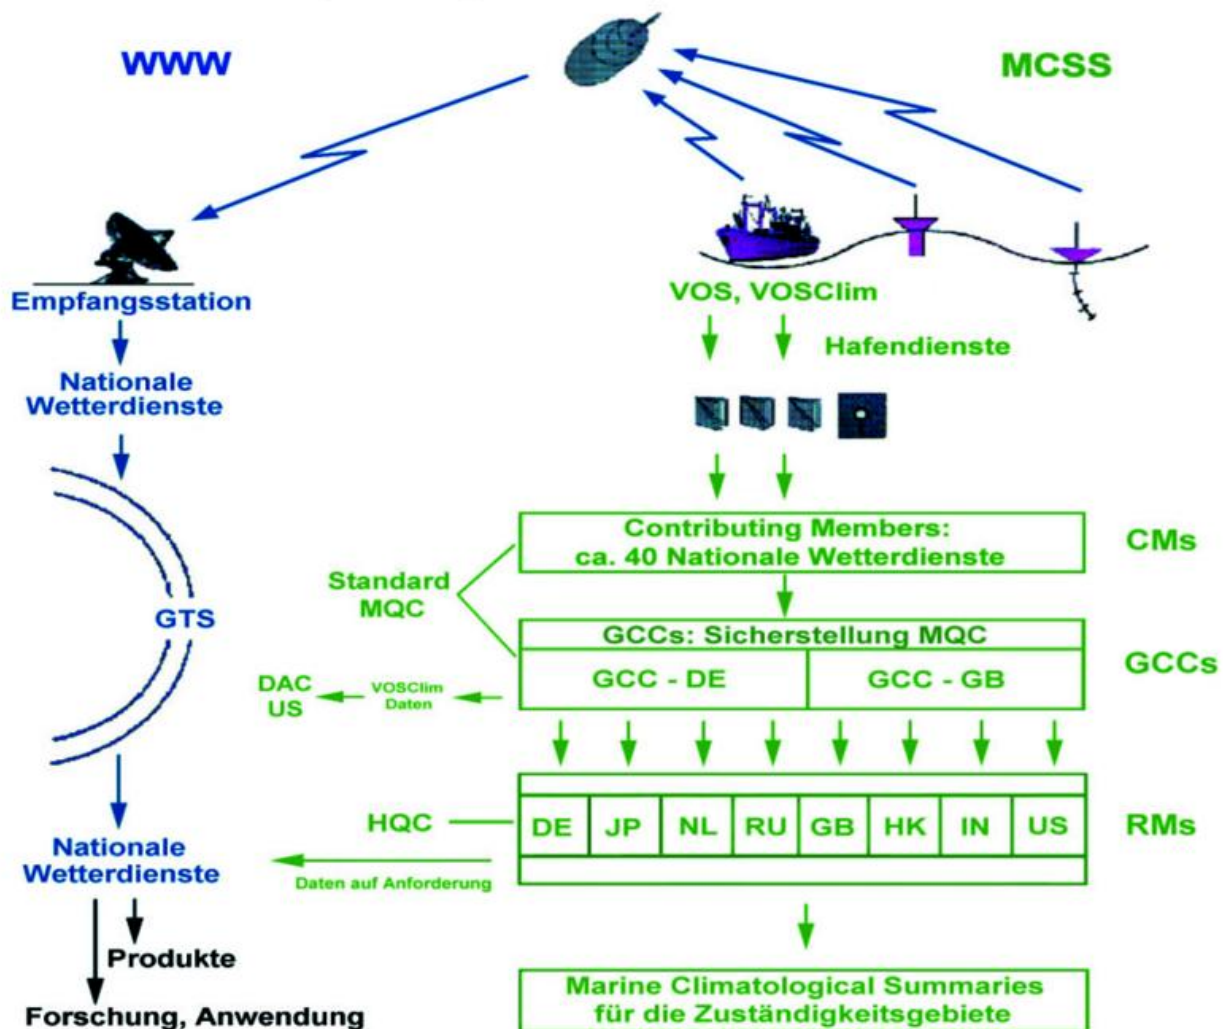 WWW
MCSS
Empfangsstation
Nationale
Wetterdienste
GTS
Nationale
Wetterdienste
Produkte
Forschung, Anwendung
VOS, VOSClim
Hafendienste
Contributing Members:
ca. 40 Nationale Wetterdienste
CMs
Standard
MQC
GCCs: Sicherstellung MQC
GCC - DE
GCC - GB
GCCs
DAC
US
VOSClim
Daten
HQC
DE
JP
NL
RU
GB
HK
IN
US
RMs
Daten auf Anforderung
Marine Climatological Summaries
für die Zuständigkeitsgebiete